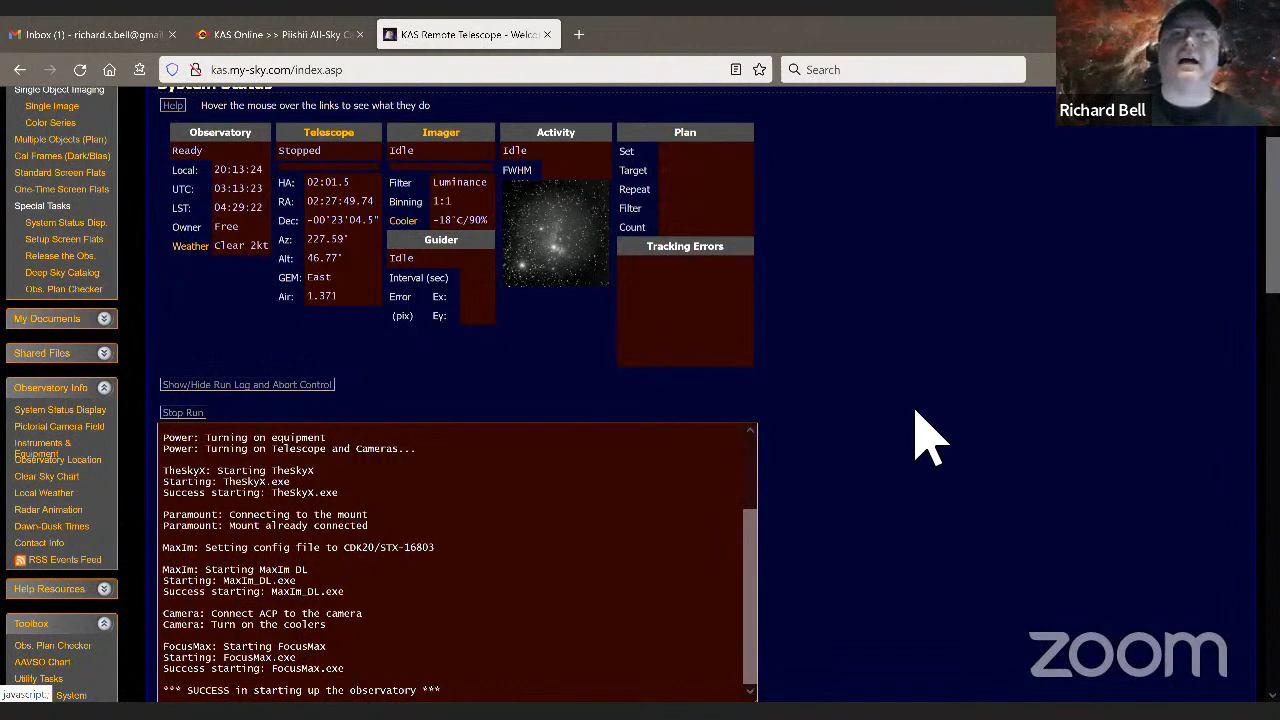 Inbox (1) - richard.s.bell@gmail
KAS Online >> Piishii All-Sky C
KAS Remote Telescope - Welco
kas.my-sky.com/index.asp
Search
Richard Bell
Single Object Imaging
Single Image
Color Series
Multiple Objects (Plan)
Cal Frames (Dark/Bias)
Standard Screen Flats
One-Time Screen Flats
Special Tasks
System Status Disp.
Setup Screen Flats
Release the Obs.
Deep Sky Catalog
Obs. Plan Checker
My Documents
Shared Files
Observatory Info
System Status Display
Pictorial Camera Field
Instruments &
Equipment
Observatory Location
Clear Sky Chart
Local Weather
Radar Animation
Dawn-Dusk Times
Contact Info
RSS Events Feed
Help Resources
Toolbox
Obs. Plan Checker
AAVSO Chart
Utility Tasks
System
javascript:;
System Status
Help Hover the mouse over the links to see what they do
Observatory
Ready
Local: 20:13:24
UTC: 03:13:23
LST: 04:29:22
Owner Free
Weather Clear 2kt
Telescope
Stopped
HA: 02:01.5
RA: 02:27:49.74
Dec: -00°23'04.5"
Az: 227.59°
Alt: 46.77°
GEM: East
Air: 1.371
Imager
Idle
Filter Luminance
Binning 1:1
Cooler -18°C/90%
Guider
Idle
Interval (sec)
Error Ex:
(pix) Ey:
Activity
Idle
FWHM
Plan
Set
Target
Repeat
Filter
Count
Tracking Errors
Show/Hide Run Log and Abort Control
Stop Run
Power: Turning on equipment
Power: Turning on Telescope and Cameras...
TheSkyX: Starting TheSkyX
Starting: TheSkyX.exe
Success starting: TheSkyX.exe
Paramount: Connecting to the mount
Paramount: Mount already connected
MaxIm: Setting config file to CDK20/STX-16803
MaxIm: Starting MaxIm DL
Starting: MaxIm_DL.exe
Success starting: MaxIm_DL.exe
Camera: Connect ACP to the camera
Camera: Turn on the coolers
FocusMax: Starting FocusMax
Starting: FocusMax.exe
Success starting: FocusMax.exe
*** SUCCESS in starting up the observatory ***
zoom